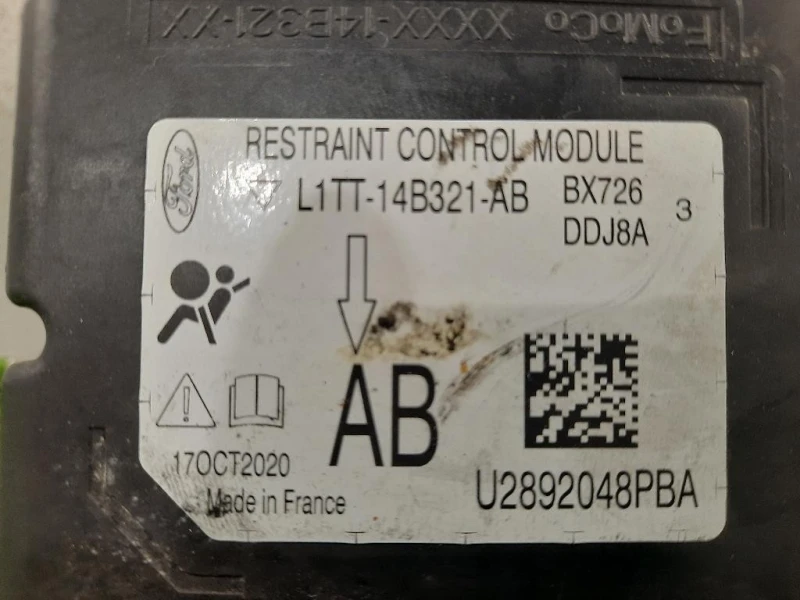 FoMoCo XXXX-14B321-XX
Ford
RESTRAINT CONTROL MODULE
L1TT-14B321-AB
BX726
DDJ8A
3
AB
17OCT2020
Made in France
U2892048PBA